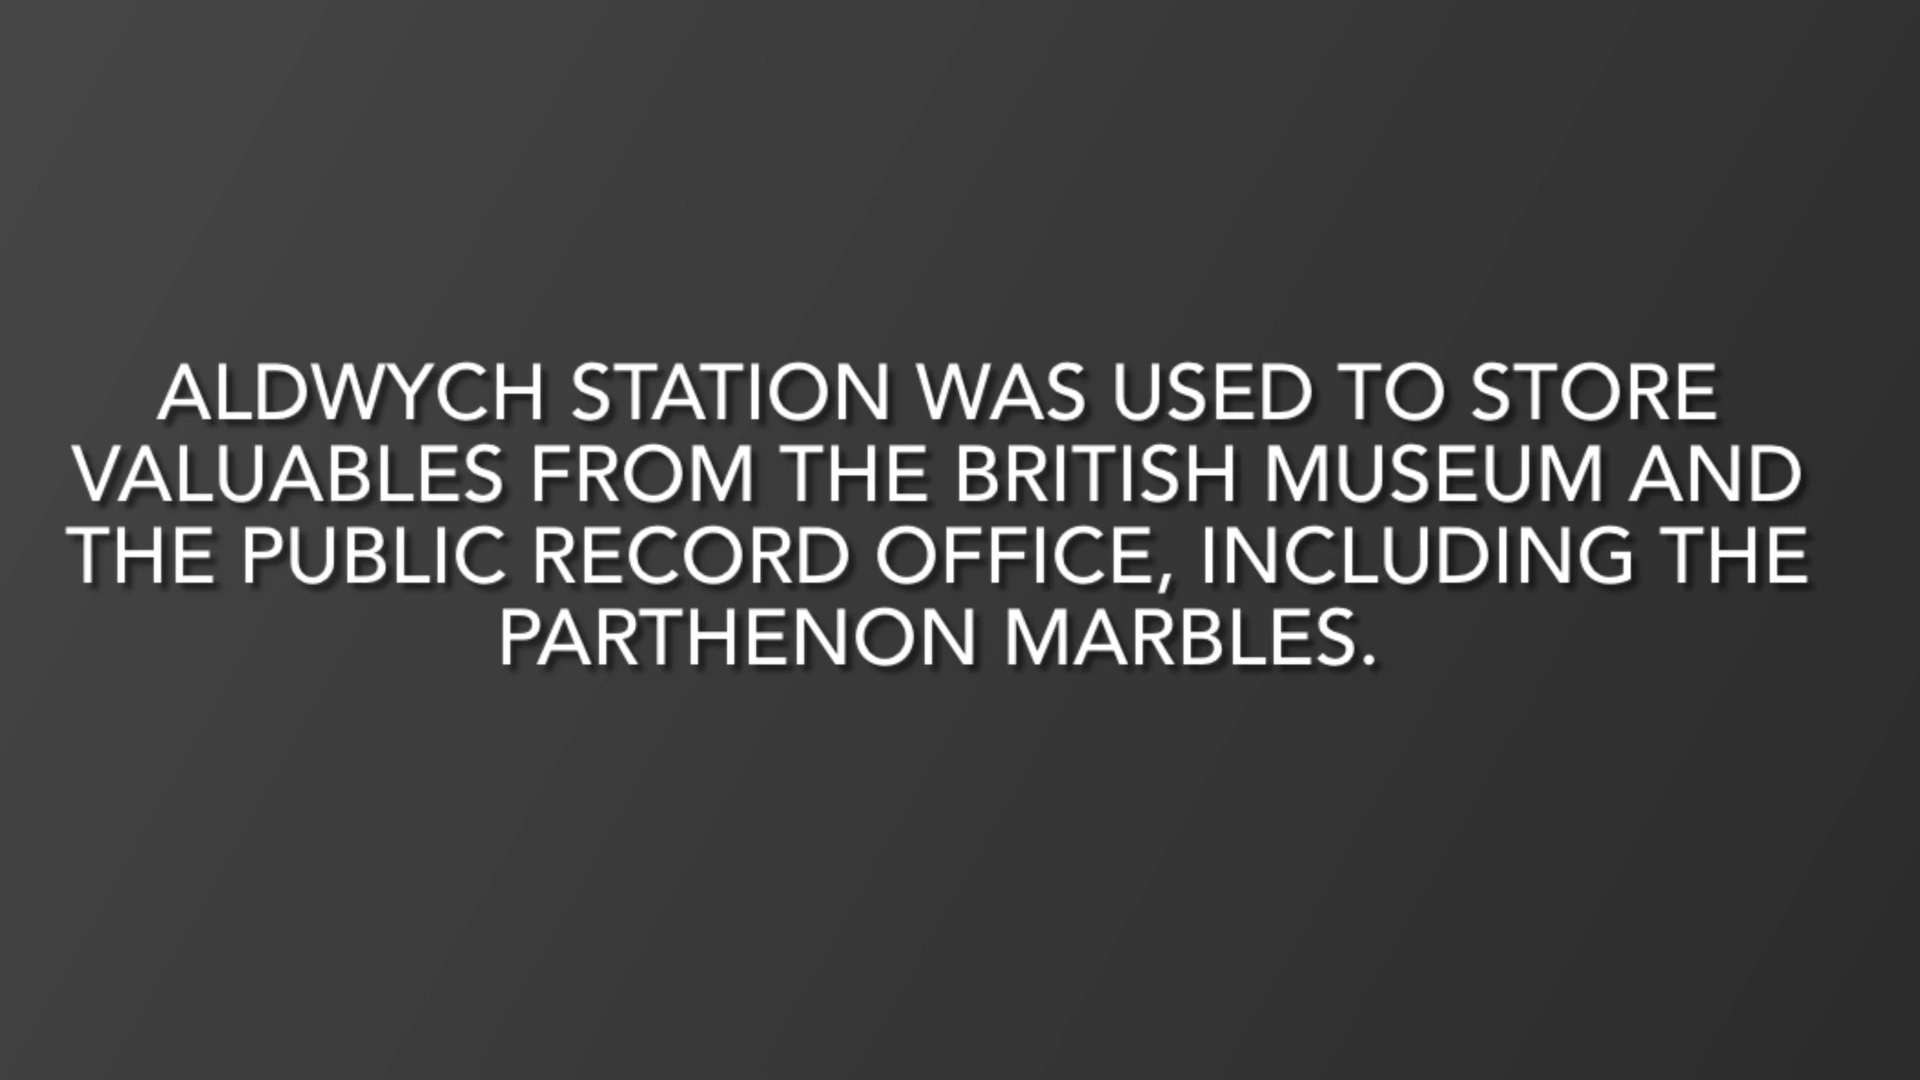 ALDWYCH STATION WAS USED TO STORE
VALUABLES FROM THE BRITISH MUSEUM AND
THE PUBLIC RECORD OFFICE, INCLUDING THE
PARTHENON MARBLES.